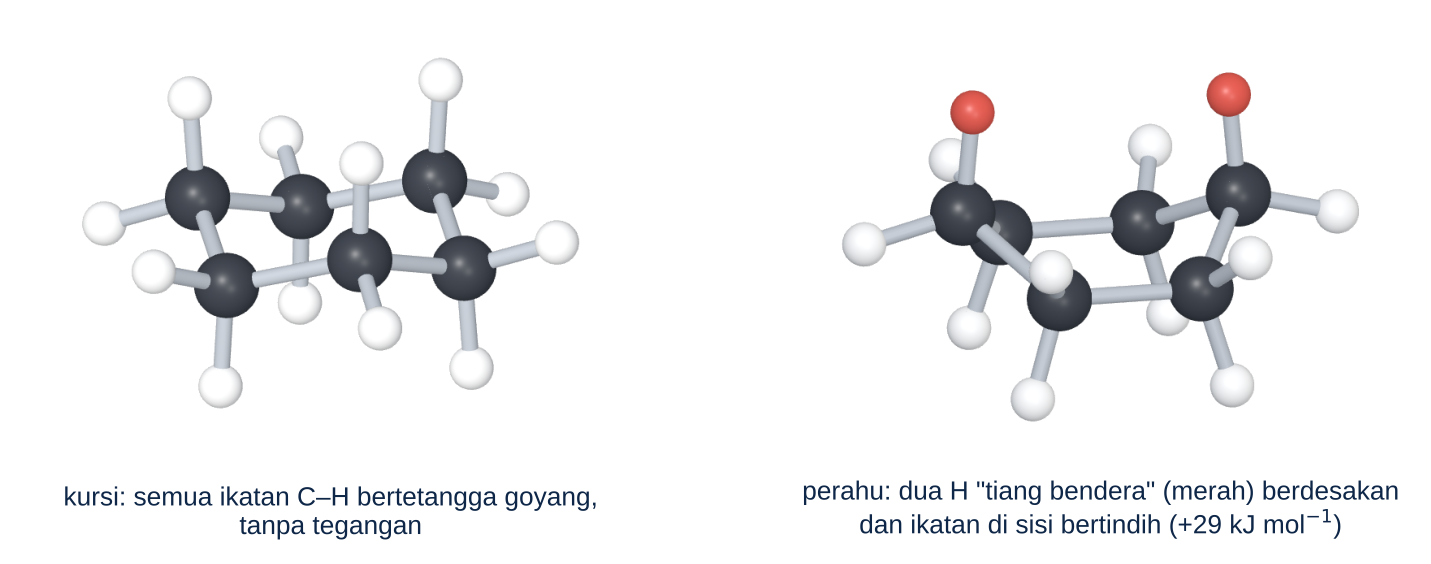 kursi: semua ikatan C–H bertetangga goyang,
tanpa tegangan
perahu: dua H "tiang bendera" (merah) berdesakan
dan ikatan di sisi bertindih (+29 kJ mol⁻¹)